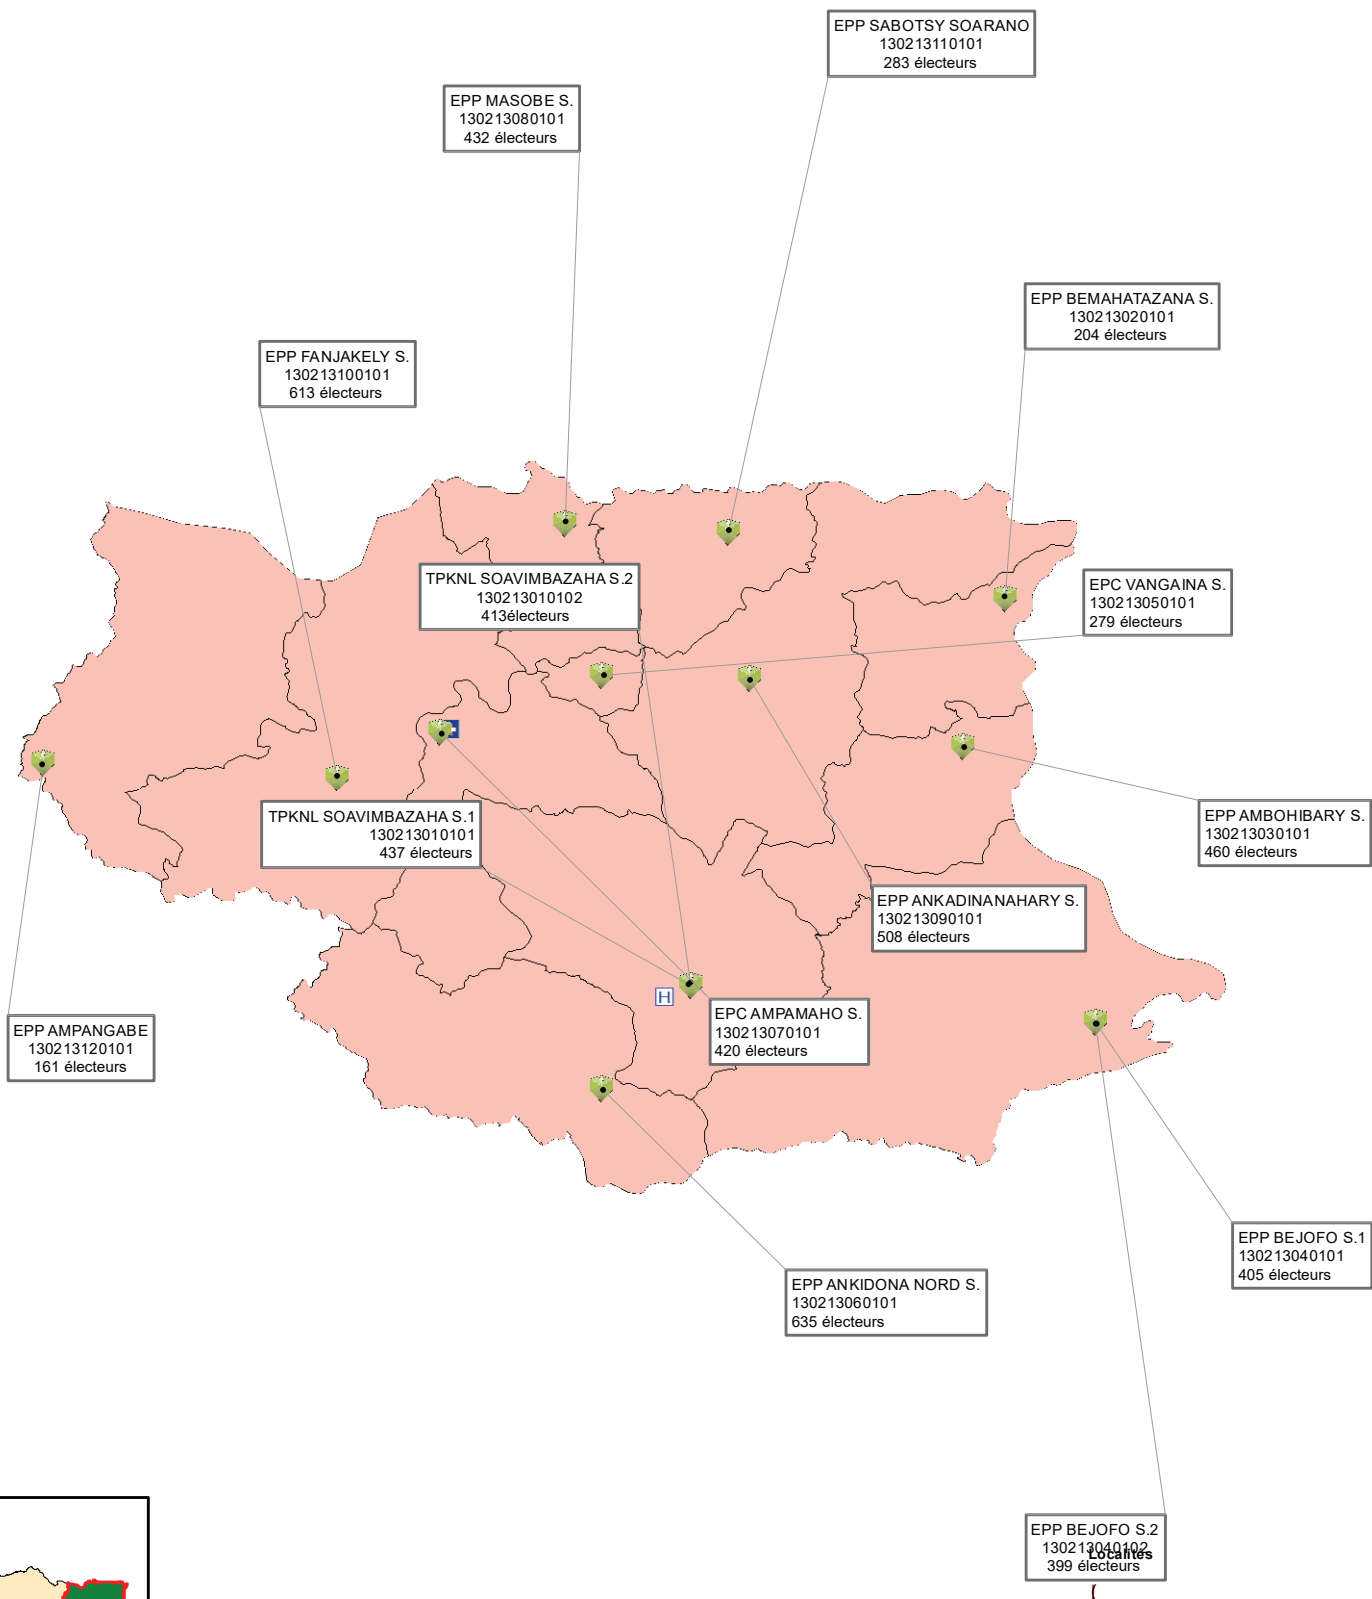 EPP SABOTSY SOARANO
130213110101
283 électeurs
EPP MASOBE S.
130213080101
432 électeurs
EPP BEMAHATAZANA S.
130213020101
204 électeurs
EPP FANJAKELY S.
130213100101
613 électeurs
TPKNL SOAVIMBAZAHA S.2
130213010102
413électeurs
EPC VANGAINA S.
130213050101
279 électeurs
TPKNL SOAVIMBAZAHA S.1
130213010101
437 électeurs
EPP AMBOHIBARY S.
130213030101
460 électeurs
EPP ANKADINANAHARY S.
130213090101
508 électeurs
H
EPC AMPAMAHO S.
130213070101
420 électeurs
EPP AMPANGABE
130213120101
161 électeurs
EPP BEJOFO S.1
130213040101
405 électeurs
EPP ANKIDONA NORD S.
130213060101
635 électeurs
EPP BEJOFO S.2
130213040102
Localités
399 électeurs